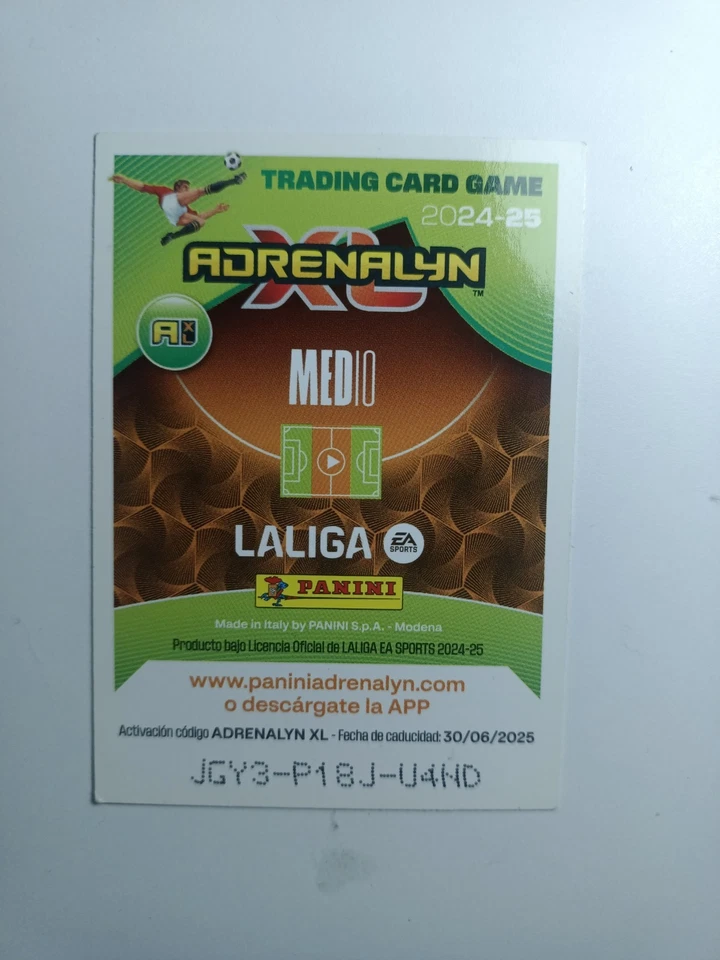 TRADING CARD GAME
2024-25
ADRENALYN
XL
TM
A XL
MEDIO
LALIGA EA SPORTS
PANINI
Made in Italy by PANINI S.p.A. - Modena
Producto bajo Licencia Oficial de LALIGA EA SPORTS 2024-25
www.paniniadrenalyn.com
o descárgate la APP
Activación código ADRENALYN XL - Fecha de caducidad: 30/06/2025
JGY3-P18J-U4ND